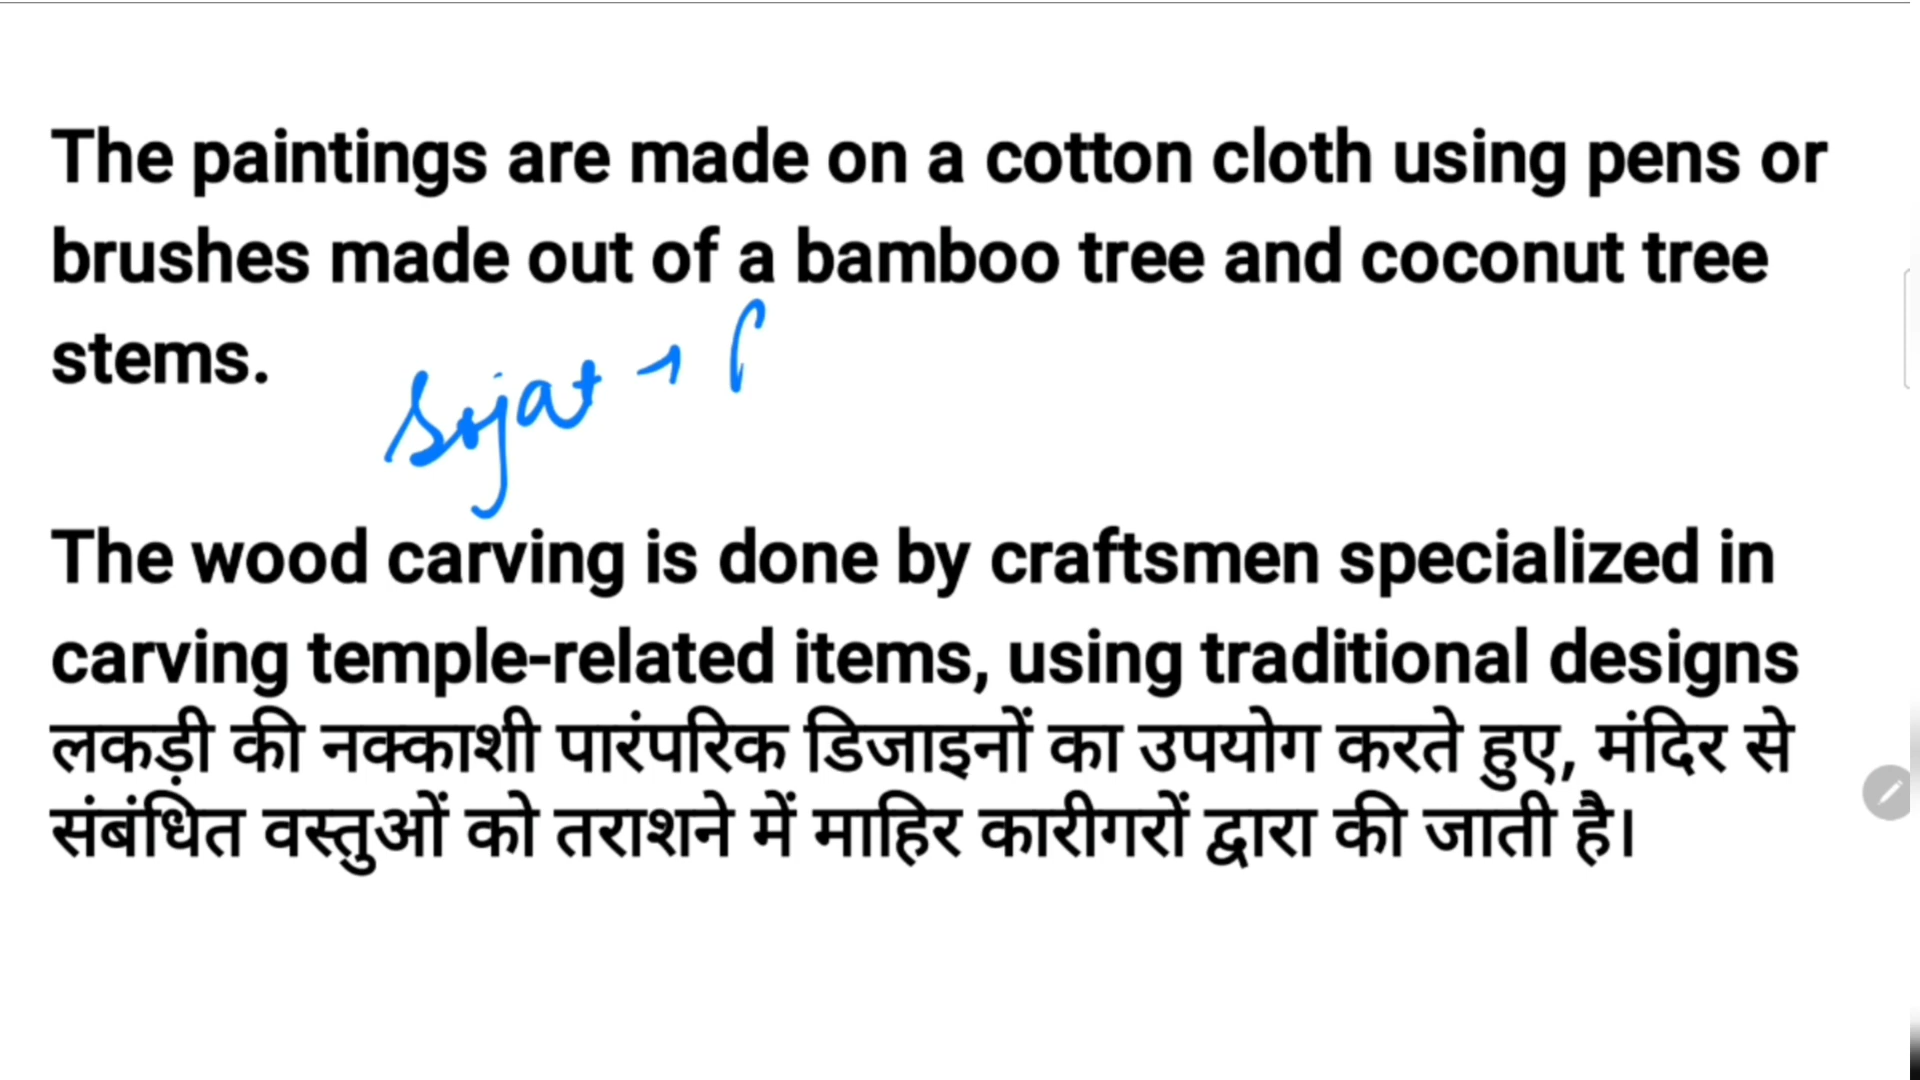 The paintings are made on a cotton cloth using pens or
brushes made out of a bamboo tree and coconut tree
stems.
Sojat →
The wood carving is done by craftsmen specialized in
carving temple-related items, using traditional designs
लकड़ी की नक्काशी पारंपरिक डिजाइनों का उपयोग करते हुए, मंदिर से
संबंधित वस्तुओं को तराशने में माहिर कारीगरों द्वारा की जाती है।